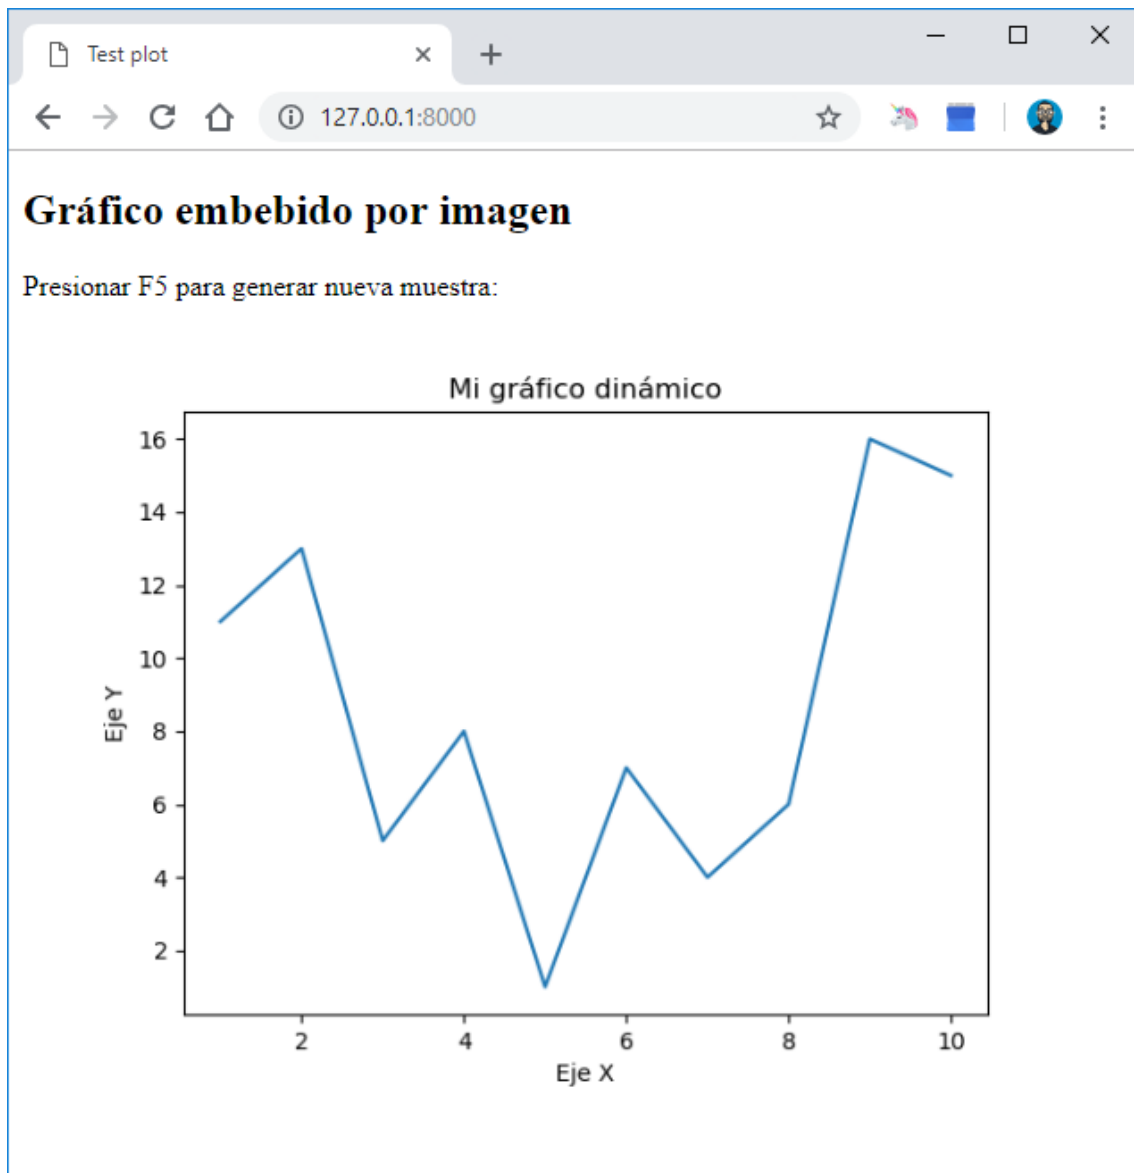 Test plot
127.0.0.1:8000
Gráfico embebido por imagen
Presionar F5 para generar nueva muestra:
Mi gráfico dinámico
16
14
12
10
8
6
4
2
Eje Y
2 4 6 8 10
Eje X